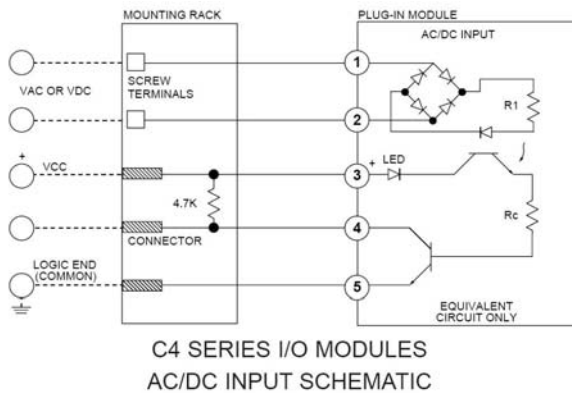 MOUNTING RACK
PLUG-IN MODULE
AC/DC INPUT
1
SCREW
TERMINALS
VAC OR VDC
R1
2
+
VCC
3
+
LED
4.7K
Rc
4
CONNECTOR
LOGIC END
(COMMON)
5
EQUIVALENT
CIRCUIT ONLY
C4 SERIES I/O MODULES
AC/DC INPUT SCHEMATIC